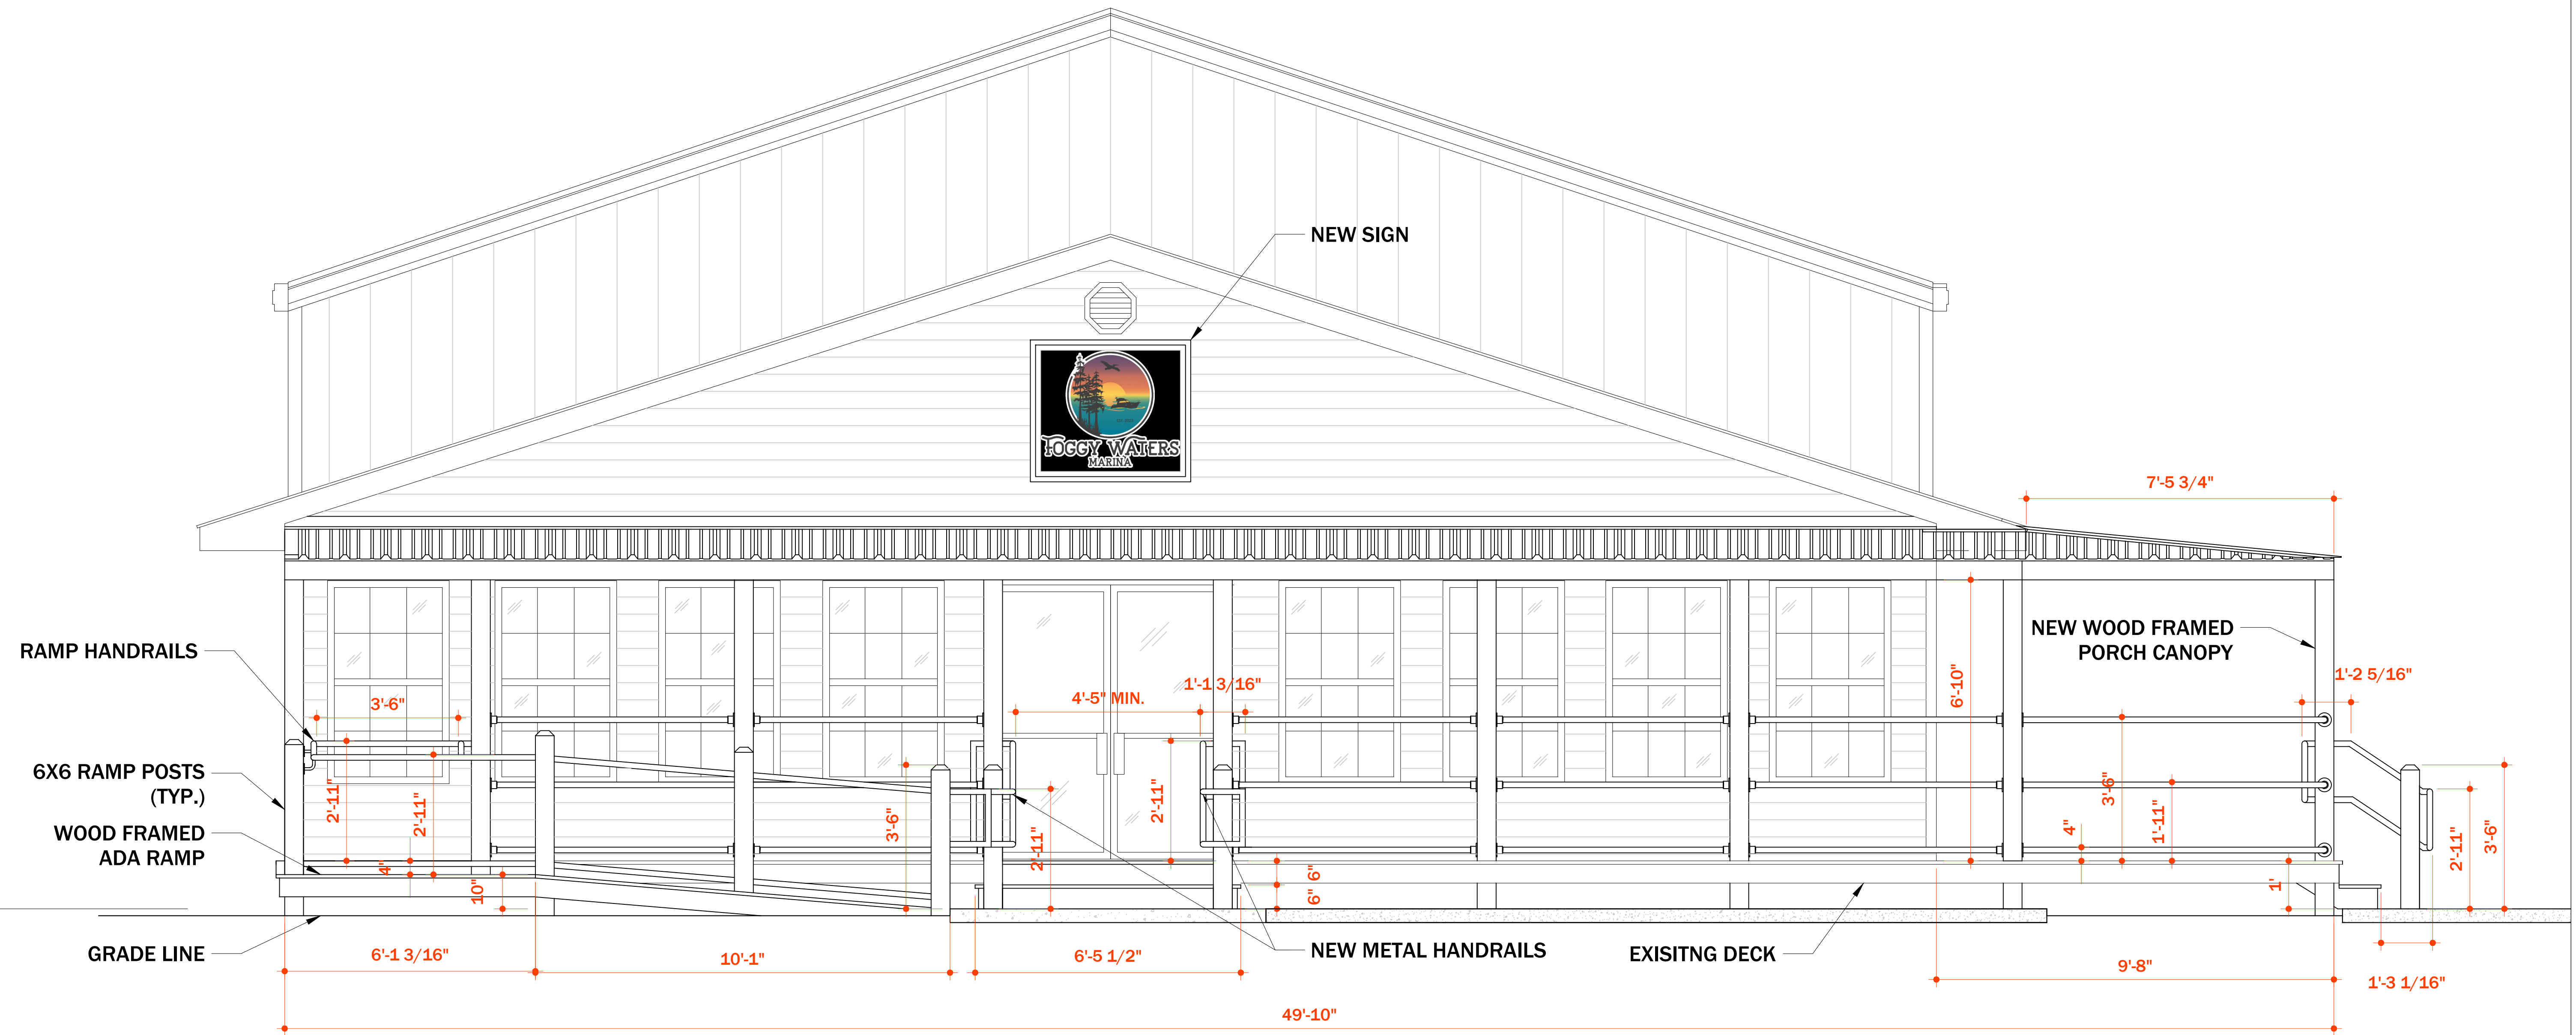 NEW SIGN
FOGGY WATERS
MARINA
7'-5 3/4"
RAMP HANDRAILS
NEW WOOD FRAMED
PORCH CANOPY
6'-10"
1'-2 5/16"
3'-6"
4'-5" MIN.
1'-1 3/16"
6X6 RAMP POSTS
(TYP.)
2'-11"
2'-11"
3'-6"
2'-11"
2'-11"
3'-6"
1'-11"
4"
2'-11"
3'-6"
WOOD FRAMED
ADA RAMP
4"
10"
6"
6"
1'
GRADE LINE
6'-1 3/16"
10'-1"
6'-5 1/2"
NEW METAL HANDRAILS
EXISITNG DECK
9'-8"
1'-3 1/16"
49'-10"